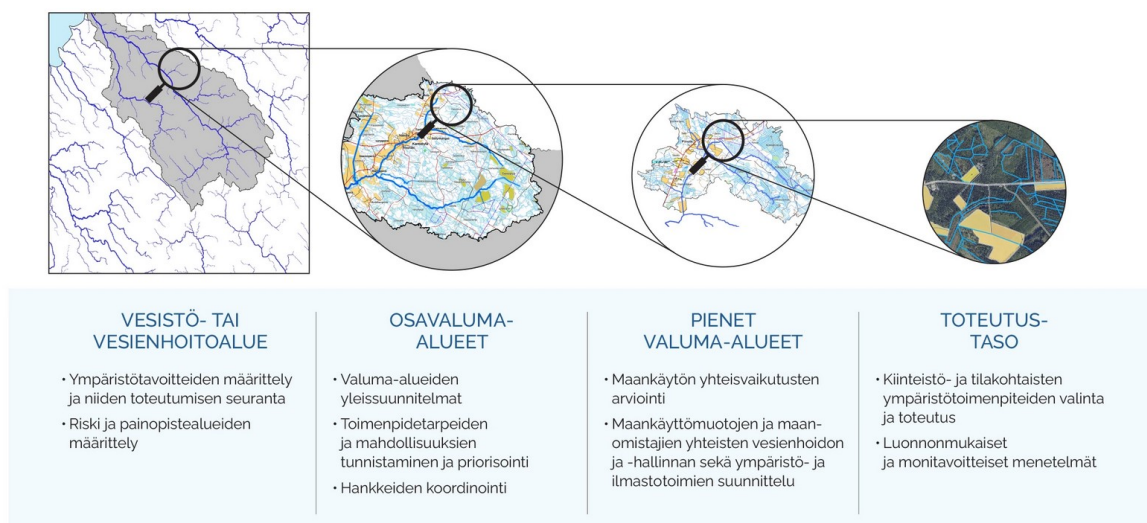 VESISTÖ- TAI
VESIENHOITOALUE
• Ympäristötavoitteiden määrittely
ja niiden toteutumisen seuranta
• Riski ja painopistealueiden
määrittely
OSAVALUMA-
ALUEET
• Valuma-alueiden
yleissuunnitelmat
• Toimenpidetarpeiden
ja mahdollisuuksien
tunnistaminen ja priorisointi
• Hankkeiden koordinointi
PIENET
VALUMA-ALUEET
• Maankäytön yhteisvaikutusten
arviointi
• Maankäyttömuotojen ja maan-
omistajien yhteisten vesienhoidon
ja -hallinnan sekä ympäristö- ja
ilmastotoimien suunnittelu
TOTEUTUS-
TASO
• Kiinteistö- ja tilakohtaisten
ympäristötoimenpiteiden valinta
ja toteutus
• Luonnonmukaiset
ja monitavoitteiset menetelmät